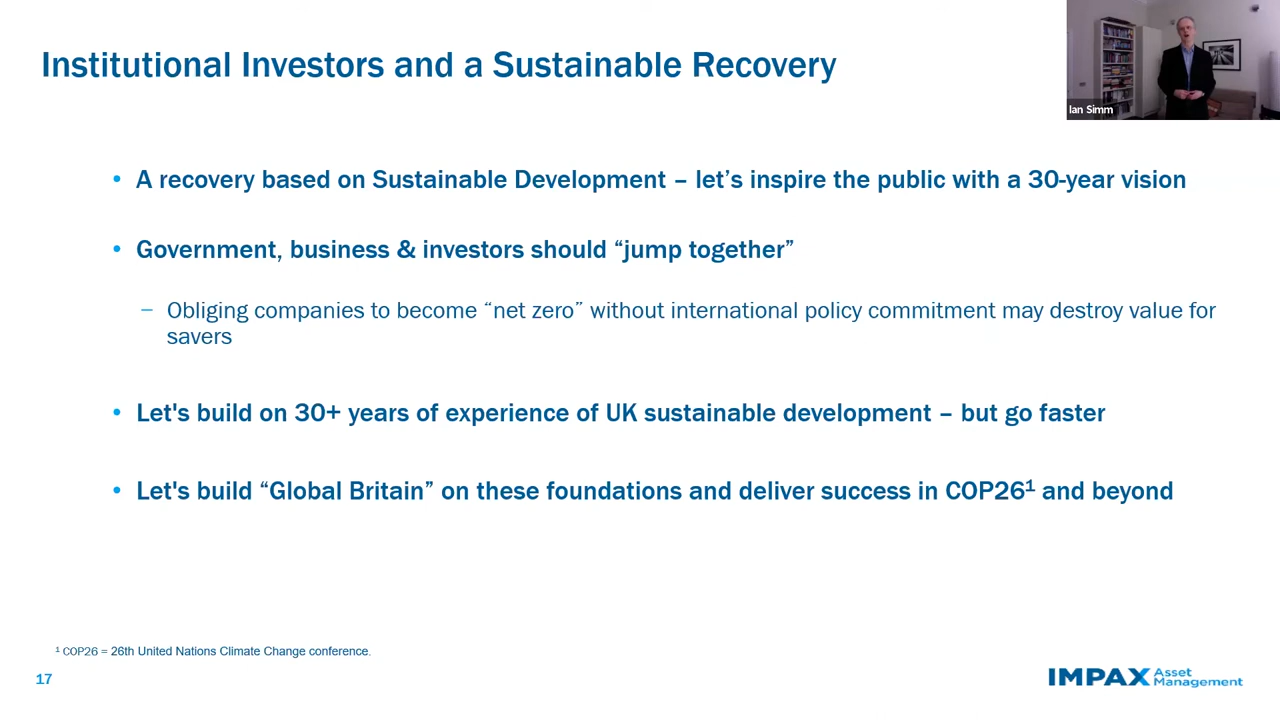 Institutional Investors and a Sustainable Recovery
Ian Simm
• A recovery based on Sustainable Development – let’s inspire the public with a 30-year vision
• Government, business & investors should “jump together”
– Obliging companies to become “net zero” without international policy commitment may destroy value for
savers
• Let's build on 30+ years of experience of UK sustainable development – but go faster
• Let's build “Global Britain” on these foundations and deliver success in COP26¹ and beyond
¹ COP26 = 26th United Nations Climate Change conference.
17
IMPAX Asset
Management